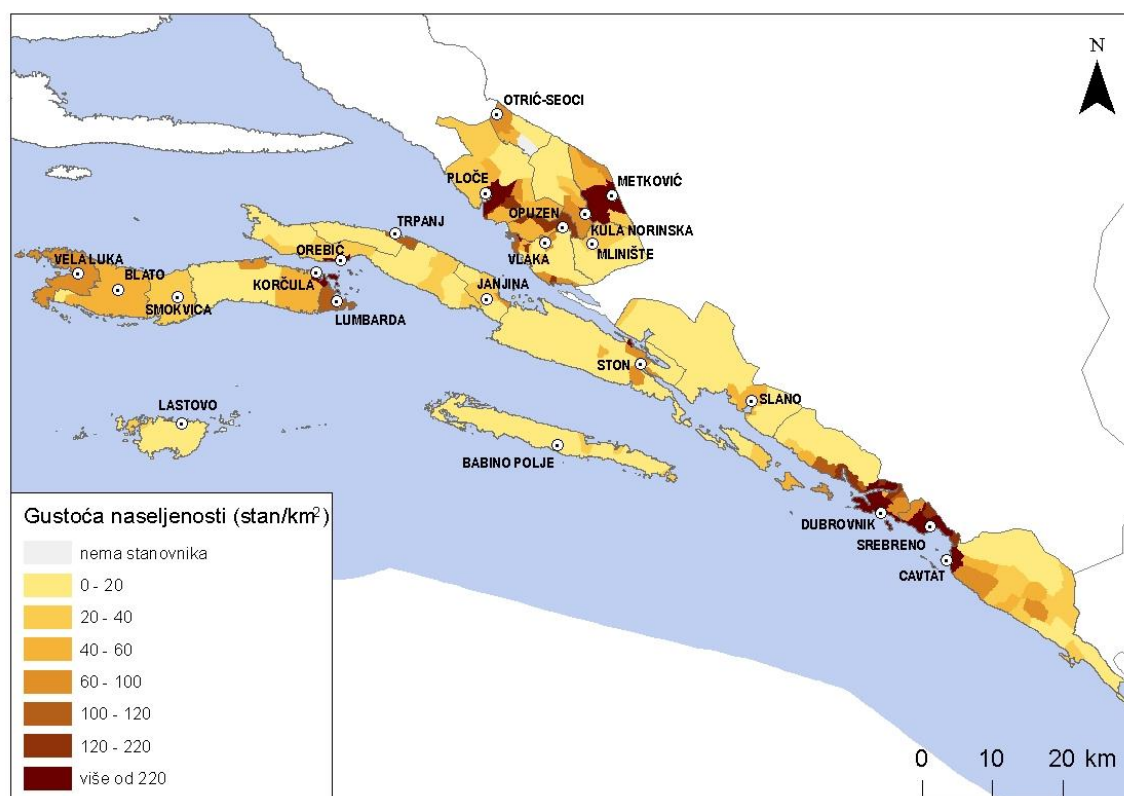 N
OTRIĆ-SEOCI
PLOČE
METKOVIĆ
OPUZEN
TRPANJ
KULA NORINSKA
OREBIĆ
VLAKA
MLINIŠTE
VELA LUKA
BLATO
KORČULA
JANJINA
SMOKVICA
LUMBARDA
STON
LASTOVO
SLANO
BABINO POLJE
DUBROVNIK
SREBRENO
CAVTAT
Gustoća naseljenosti (stan/km²)
nema stanovnika
0 - 20
20 - 40
40 - 60
60 - 100
100 - 120
120 - 220
više od 220
0 10 20 km